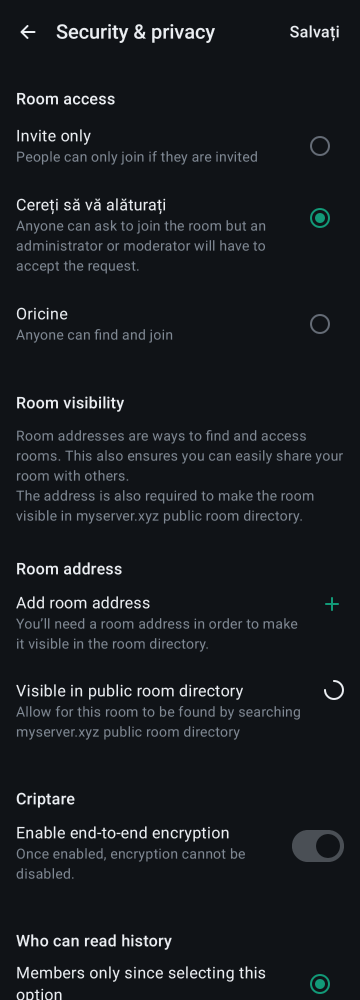 Security & privacy
Salvați
Room access
Invite only
People can only join if they are invited
Cereți să vă alăturați
Anyone can ask to join the room but an
administrator or moderator will have to
accept the request.
Oricine
Anyone can find and join
Room visibility
Room addresses are ways to find and access
rooms. This also ensures you can easily share your
room with others.
The address is also required to make the room
visible in myserver.xyz public room directory.
Room address
Add room address
You'll need a room address in order to make
it visible in the room directory.
Visible in public room directory
Allow for this room to be found by searching
myserver.xyz public room directory
Criptare
Enable end-to-end encryption
Once enabled, encryption cannot be
disabled.
Who can read history
Members only since selecting this
option